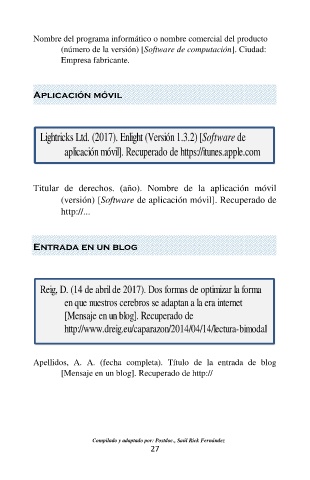 Nombre del programa informático o nombre comercial del producto
(número de la versión) [Software de computación]. Ciudad:
Empresa fabricante.
APLICACIÓN MÓVIL
Lightricks Ltd. (2017). Enlight (Versión 1.3.2) [Software de
aplicación móvil]. Recuperado de https://itunes.apple.com
Titular de derechos. (año). Nombre de la aplicación móvil
(versión) [Software de aplicación móvil]. Recuperado de
http://...
ENTRADA EN UN BLOG
Reig, D. (14 de abril de 2017). Dos formas de optimizar la forma
en que nuestros cerebros se adaptan a la era internet
[Mensaje en un blog]. Recuperado de
http://www.dreig.eu/caparazon/2014/04/14/lectura-bimodal
Apellidos, A. A. (fecha completa). Título de la entrada de blog
[Mensaje en un blog]. Recuperado de http://
Compilado y adaptado por: Postdoc., Saúl Rick Fernández
27